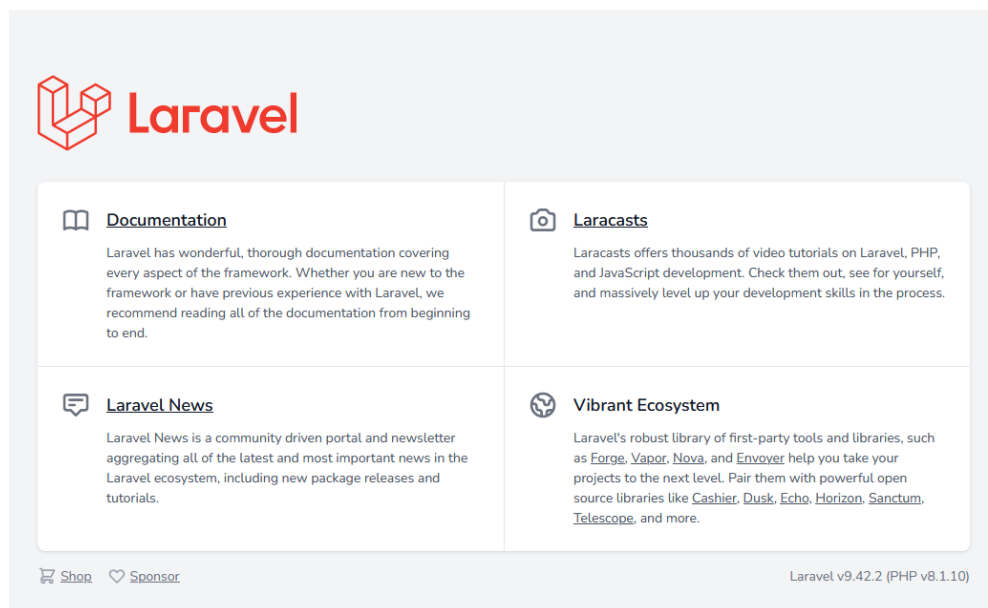 Laravel
Documentation
Laravel has wonderful, thorough documentation covering
every aspect of the framework. Whether you are new to the
framework or have previous experience with Laravel, we
recommend reading all of the documentation from beginning
to end.
Laracasts
Laracasts offers thousands of video tutorials on Laravel, PHP,
and JavaScript development. Check them out, see for yourself,
and massively level up your development skills in the process.
Laravel News
Laravel News is a community driven portal and newsletter
aggregating all of the latest and most important news in the
Laravel ecosystem, including new package releases and
tutorials.
Vibrant Ecosystem
Laravel's robust library of first-party tools and libraries, such
as Forge, Vapor, Nova, and Envoyer help you take your
projects to the next level. Pair them with powerful open
source libraries like Cashier, Dusk, Echo, Horizon, Sanctum,
Telescope, and more.
Shop Sponsor
Laravel v9.42.2 (PHP v8.1.10)